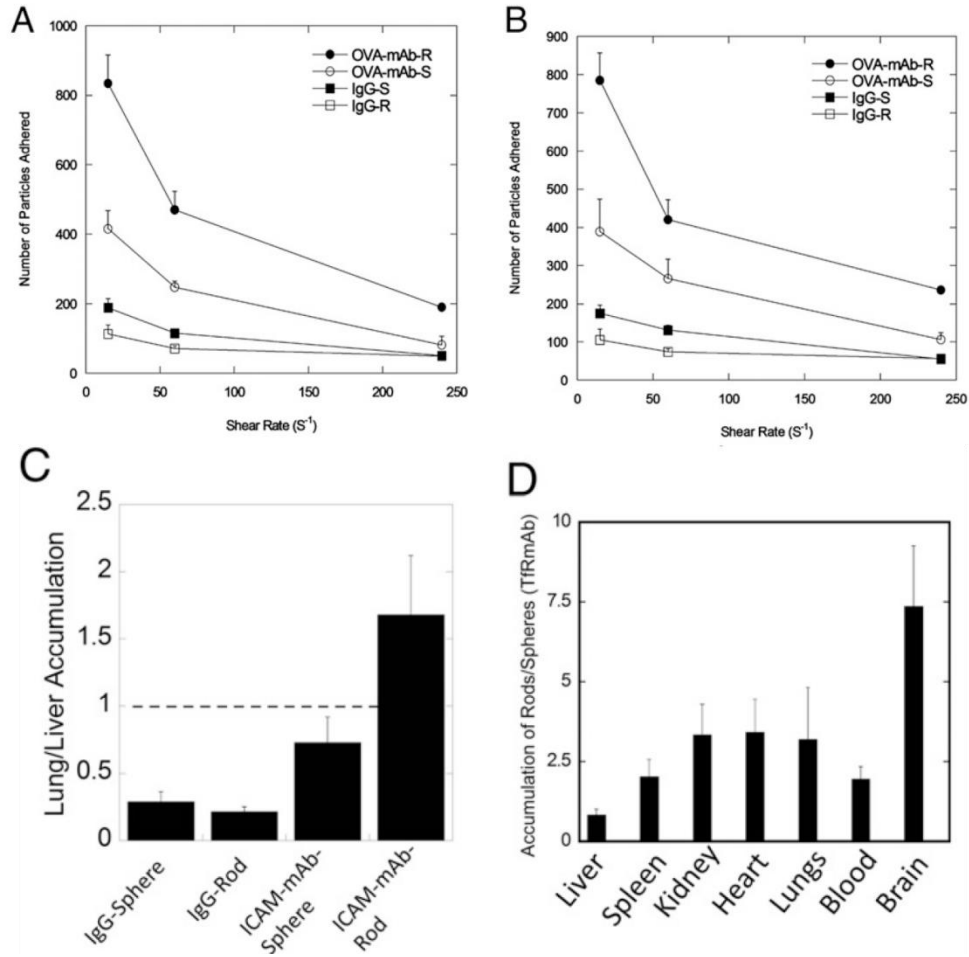 A
1000
800
600
400
200
0
Number of Particles Adhered
OVA-mAb-R
OVA-mAb-S
IgG-S
IgG-R
0 50 100 150 200 250
Shear Rate (S-1)
B
900
800
700
600
500
400
300
200
100
0
Number of Particles Adhered
OVA-mAb-R
OVA-mAb-S
IgG-S
IgG-R
0 50 100 150 200 250
Shear Rate (S-1)
C
2.5
2
1.5
1
0.5
0
Lung/Liver Accumulation
IgG-Sphere
IgG-Rod
ICAM-mAb-
Sphere
ICAM-mAb-
Rod
D
10
7.5
5
2.5
0
Accumulation of Rods/Spheres (TfRmAb)
Liver
Spleen
Kidney
Heart
Lungs
Blood
Brain